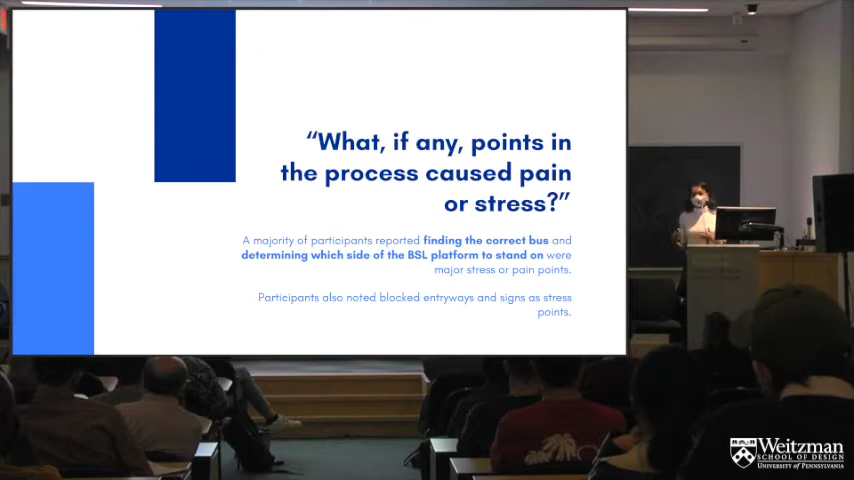 “What, if any, points in
the process caused pain
or stress?”
A majority of participants reported finding the correct bus and
determining which side of the BSL platform to stand on were
major stress or pain points.
Participants also noted blocked entryways and signs as stress
points.
Weitzman
SCHOOL OF DESIGN
UNIVERSITY OF PENNSYLVANIA